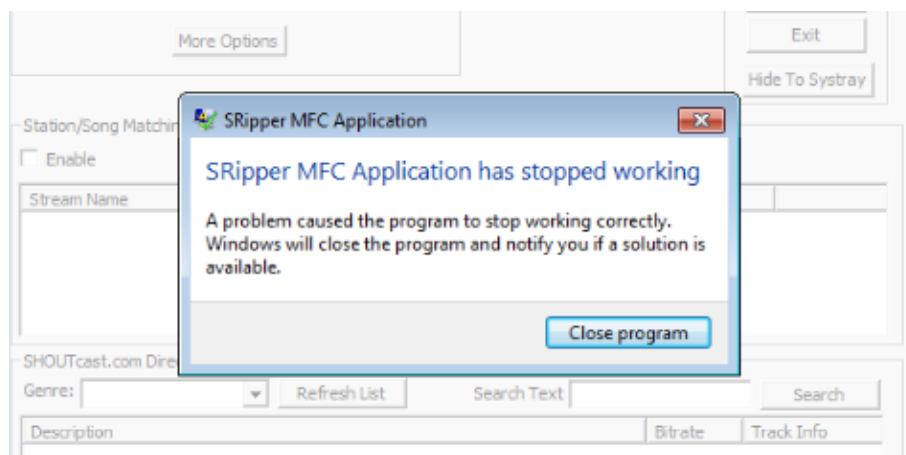 More Options
Exit
Hide To Systray
Station/Song Matchin
Enable
Stream Name
SRipper MFC Application
SRipper MFC Application has stopped working
A problem caused the program to stop working correctly.
Windows will close the program and notify you if a solution is
available.
Close program
SHOUTcast.com Dire
Genre: Refresh List Search Text Search
Description Bitrate Track Info